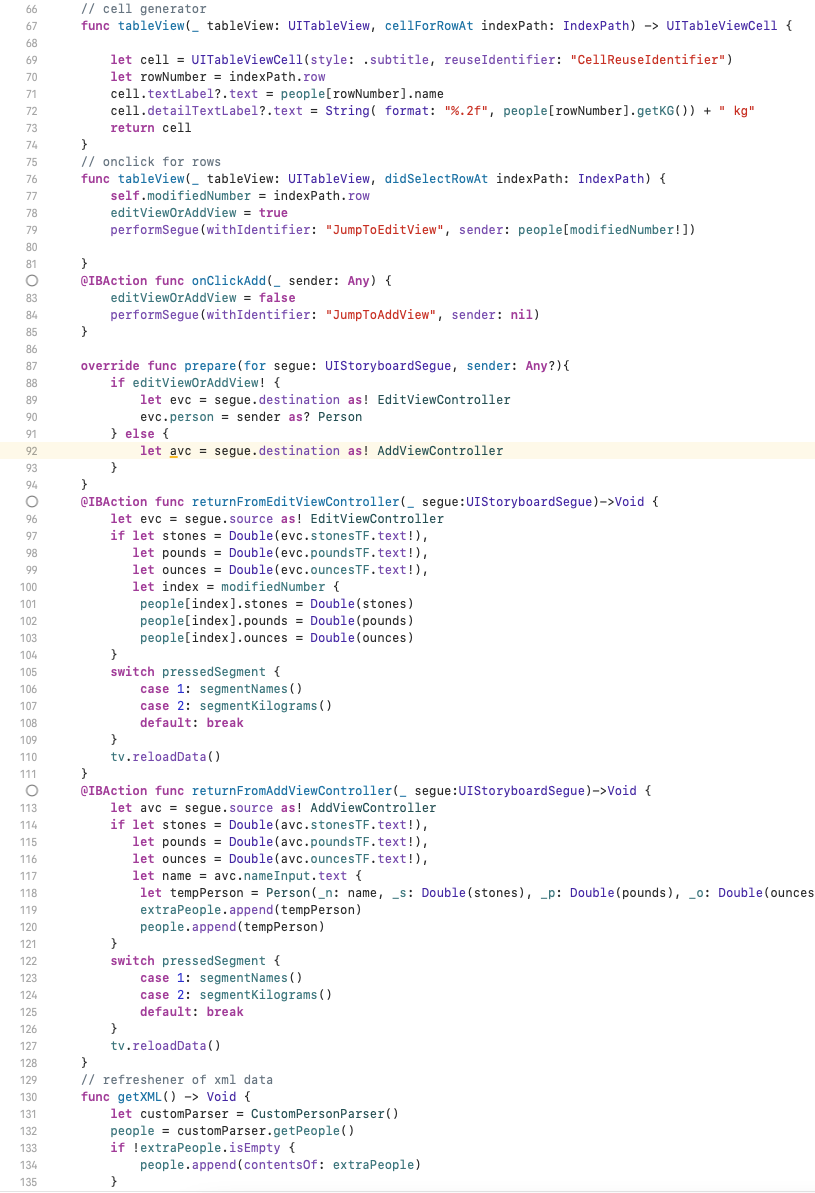 66 // cell generator
67 func tableView(_ tableView: UITableView, cellForRowAt indexPath: IndexPath) -> UITableViewCell {
68
69 let cell = UITableViewCell(style: .subtitle, reuseIdentifier: "CellReuseIdentifier")
70 let rowNumber = indexPath.row
71 cell.textLabel?.text = people[rowNumber].name
72 cell.detailTextLabel?.text = String( format: "%.2f", people[rowNumber].getKG()) + " kg"
73 return cell
74 }
75 // onclick for rows
76 func tableView(_ tableView: UITableView, didSelectRowAt indexPath: IndexPath) {
77 self.modifiedNumber = indexPath.row
78 editViewOrAddView = true
79 performSegue(withIdentifier: "JumpToEditView", sender: people[modifiedNumber!])
80
81 }
@IBAction func onClickAdd(_ sender: Any) {
83 editViewOrAddView = false
84 performSegue(withIdentifier: "JumpToAddView", sender: nil)
85 }
86
87 override func prepare(for segue: UIStoryboardSegue, sender: Any?){
88 if editViewOrAddView! {
89 let evc = segue.destination as! EditViewController
90 evc.person = sender as? Person
91 } else {
92 let avc = segue.destination as! AddViewController
93 }
94 }
@IBAction func returnFromEditViewController(_ segue:UIStoryboardSegue)->Void {
96 let evc = segue.source as! EditViewController
97 if let stones = Double(evc.stonesTF.text!),
98 let pounds = Double(evc.poundsTF.text!),
99 let ounces = Double(evc.ouncesTF.text!),
100 let index = modifiedNumber {
101 people[index].stones = Double(stones)
102 people[index].pounds = Double(pounds)
103 people[index].ounces = Double(ounces)
104 }
105 switch pressedSegment {
106 case 1: segmentNames()
107 case 2: segmentKilograms()
108 default: break
109 }
110 tv.reloadData()
111 }
@IBAction func returnFromAddViewController(_ segue:UIStoryboardSegue)->Void {
113 let avc = segue.source as! AddViewController
114 if let stones = Double(avc.stonesTF.text!),
115 let pounds = Double(avc.poundsTF.text!),
116 let ounces = Double(avc.ouncesTF.text!),
117 let name = avc.nameInput.text {
118 let tempPerson = Person(_n: name, _s: Double(stones), _p: Double(pounds), _o: Double(ounces
119 extraPeople.append(tempPerson)
120 people.append(tempPerson)
121 }
122 switch pressedSegment {
123 case 1: segmentNames()
124 case 2: segmentKilograms()
125 default: break
126 }
127 tv.reloadData()
128 }
129 // refreshener of xml data
130 func getXML() -> Void {
131 let customParser = CustomPersonParser()
132 people = customParser.getPeople()
133 if !extraPeople.isEmpty {
134 people.append(contentsOf: extraPeople)
135 }